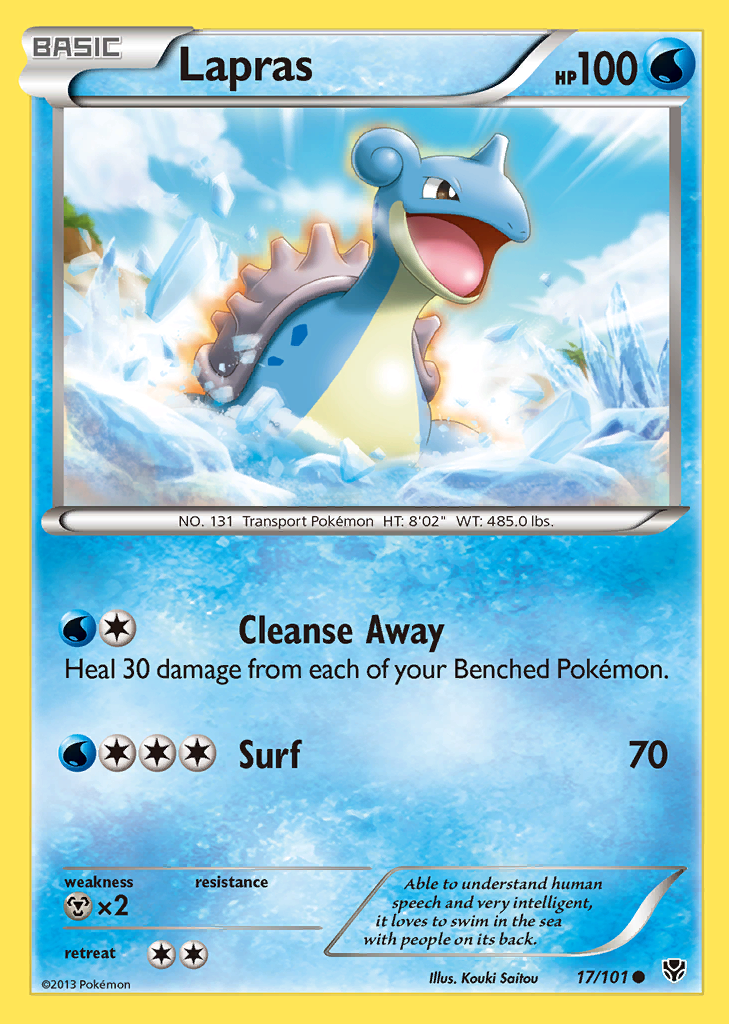 BASIC
Lapras
HP100
NO. 131 Transport Pokémon HT: 8'02" WT: 485.0 lbs.
Cleanse Away
Heal 30 damage from each of your Benched Pokémon.
Surf 70
weakness resistance
×2
retreat
Able to understand human
speech and very intelligent,
it loves to swim in the sea
with people on its back.
©2013 Pokémon
Illus. Kouki Saitou
17/101